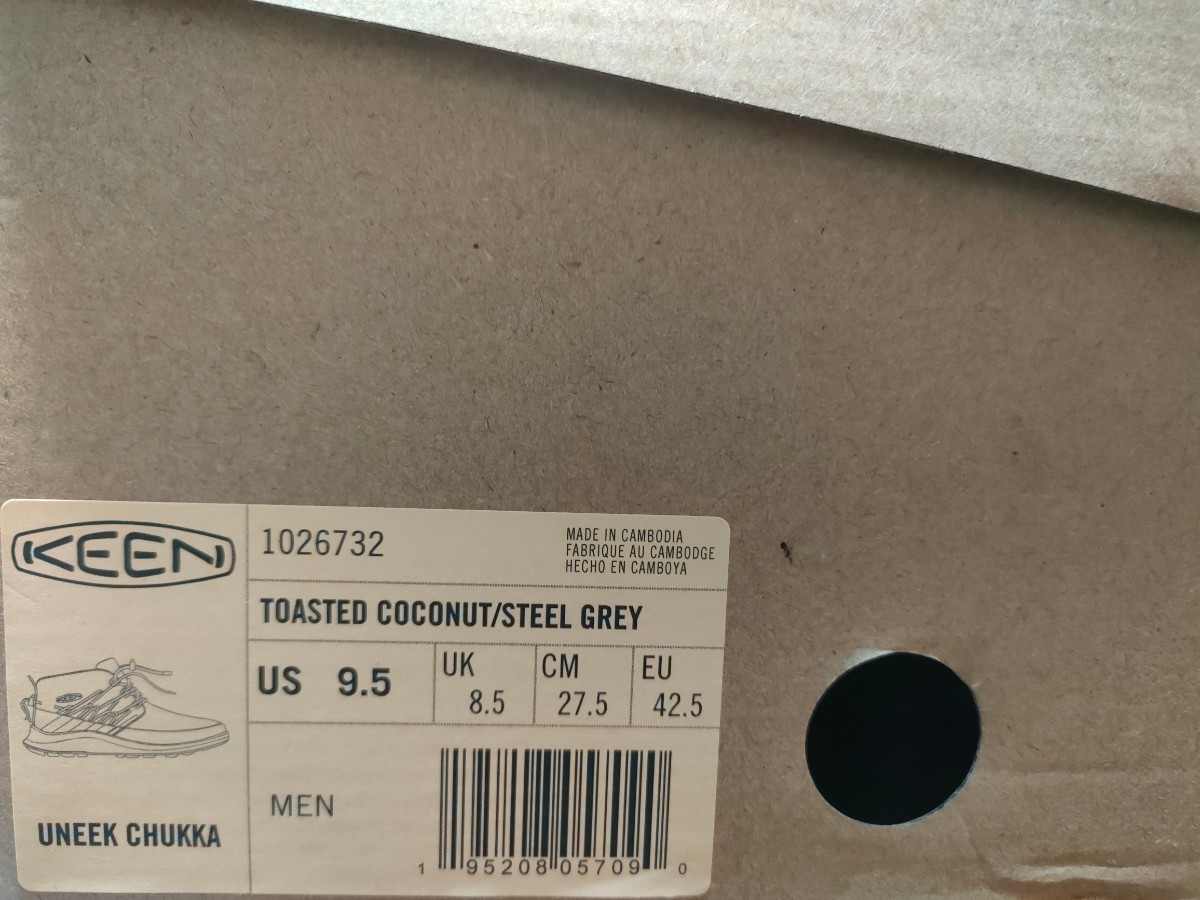 KEEN
1026732
MADE IN CAMBODIA
FABRIQUE AU CAMBODGE
HECHO EN CAMBOYA
TOASTED COCONUT/STEEL GREY
US 9.5
UK 8.5
CM 27.5
EU 42.5
MEN
UNEEK CHUKKA
1 95208 05709 0